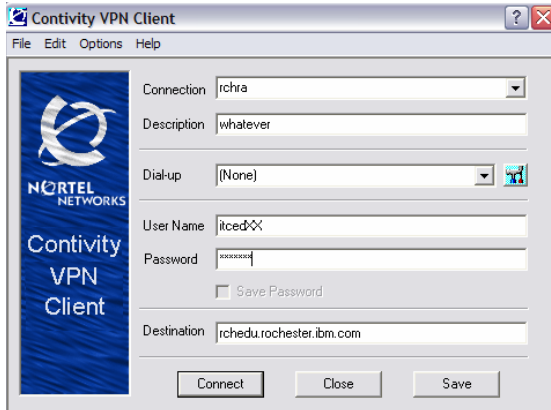 Contivity VPN Client
File Edit Options Help
NORTEL
NETWORKS
Contivity
VPN
Client
Connection rchra
Description whatever
Dial-up (None)
User Name itcedXX
Password *******
Save Password
Destination rchedu.rochester.ibm.com
Connect Close Save